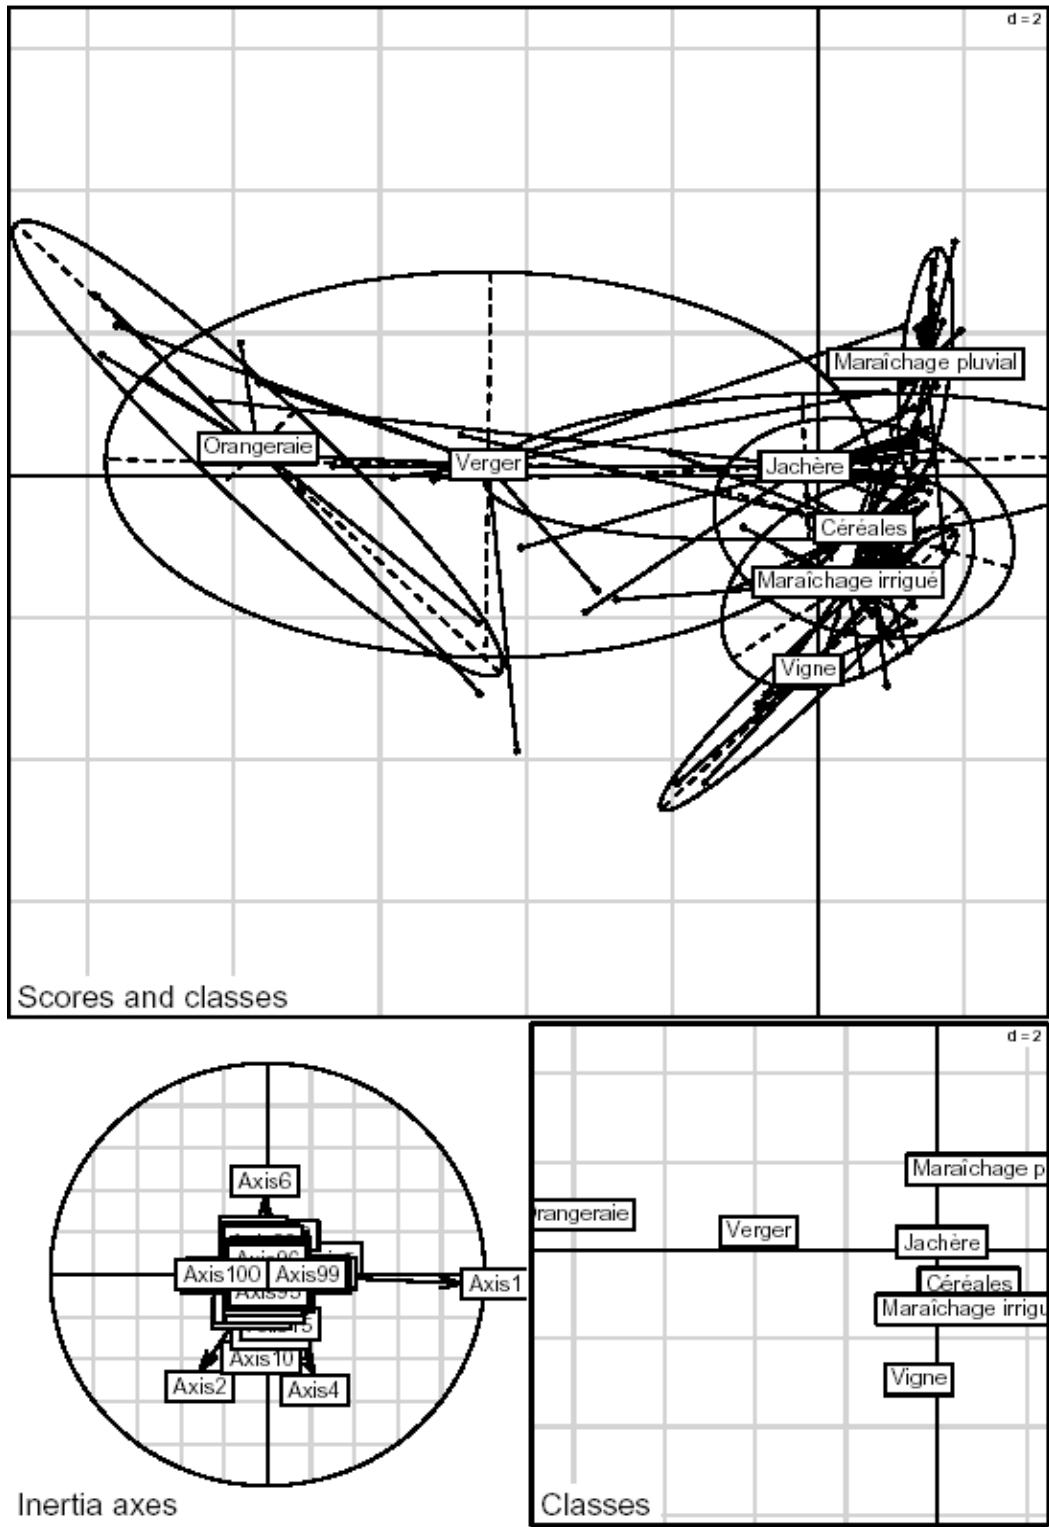 d = 2
Maraîchage pluvial
Orangeraie
Verger
Jachère
Céréales
Maraîchage irrigué
Vigne
Scores and classes
Axis6
Axis100
Axis99
Axis1
Axis2
Axis10
Axis4
Inertia axes
d = 2
Maraîchage p
rangeraie
Verger
Jachère
Céréales
Maraîchage irrigu
Vigne
Classes